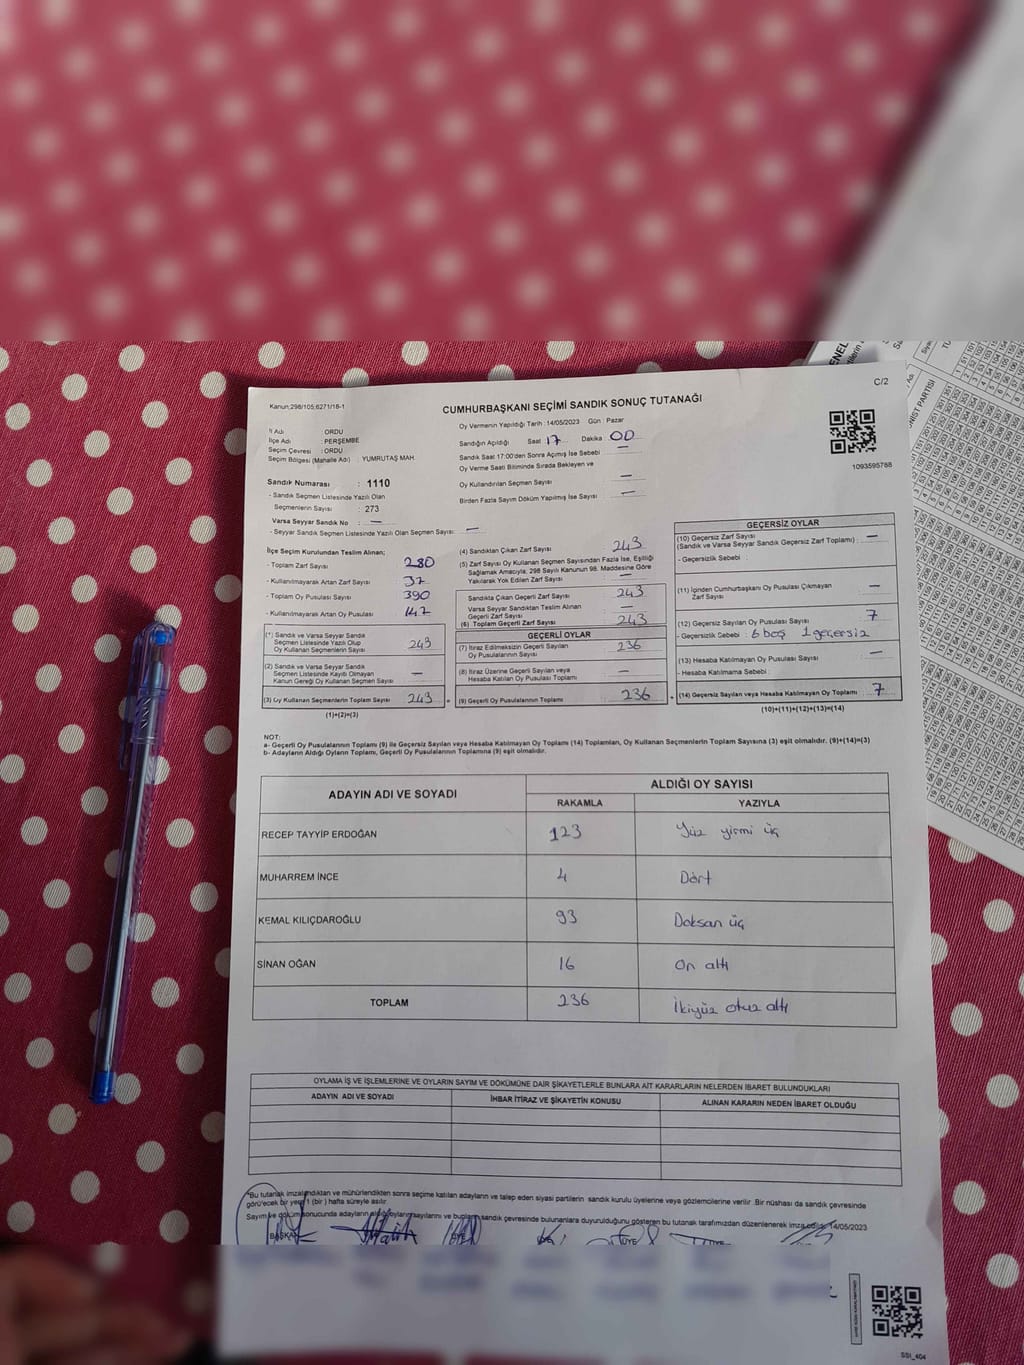 C/2
Kanun;298/105;6271/18-1
CUMHURBAŞKANI SEÇİMİ SANDIK SONUÇ TUTANAĞI
İl Adı : ORDU
İlçe Adı : PERŞEMBE
Seçim Çevresi : ORDU
Seçim Bölgesi (Mahalle Adı) : YUMRUTAŞ MAH.
Sandık Numarası : 1110
- Sandık Seçmen Listesinde Yazılı Olan
Seçmenlerin Sayısı : 273
Varsa Seyyar Sandık No : —
- Seyyar Sandık Seçmen Listesinde Yazılı Olan Seçmen Sayısı: —
Oy Vermenin Yapıldığı Tarih :14/05/2023 Gün : Pazar
Sandığın Açıldığı Saat 17 Dakika 00
Sandık Saat 17:00'den Sonra Açılmış İse Sebebi —
Oy Verme Saati Bitiminde Sırada Bekleyen ve
Oy Kullandırılan Seçmen Sayısı —
Birden Fazla Sayım Döküm Yapılmış İse Sayısı —
1093595788
İlçe Seçim Kurulundan Teslim Alınan;
- Toplam Zarf Sayısı 280
- Kullanılmayarak Artan Zarf Sayısı 37
- Toplam Oy Pusulası Sayısı 390
- Kullanılmayarak Artan Oy Pusulası 147
(1) Sandık ve Varsa Seyyar Sandık
Seçmen Listesinde Yazılı Olup
Oy Kullanan Seçmenlerin Sayısı 243
(2) Sandık ve Varsa Seyyar Sandık
Seçmen Listesinde Kaydı Olmayan
Kanun Gereği Oy Kullanan Seçmen Sayısı —
(3) Oy Kullanan Seçmenlerin Toplam Sayısı 243
(1)+(2)=(3)
(4) Sandıktan Çıkan Zarf Sayısı 243
(5) Zarf Sayısı Oy Kullanan Seçmen Sayısından Fazla İse, Eşitliği
Sağlamak Amacıyla, 298 Sayılı Kanunun 98. Maddesine Göre
Yakılarak Yok Edilen Zarf Sayısı —
Sandıkta Çıkan Geçerli Zarf Sayısı 243
Varsa Seyyar Sandıktan Teslim Alınan
Geçerli Zarf Sayısı —
(6) Toplam Geçerli Zarf Sayısı 243
GEÇERLİ OYLAR
(7) İtiraz Edilmeksizin Geçerli Sayılan
Oy Pusulalarının Sayısı 236
(8) İtiraz Üzerine Geçerli Sayılan veya
Hesaba Katılan Oy Pusulası Toplamı —
(9) Geçerli Oy Pusulalarının Toplamı 236
GEÇERSİZ OYLAR
(10) Geçersiz Zarf Sayısı
(Sandık ve Varsa Seyyar Sandık Geçersiz Zarf Toplamı) : —
- Geçersizlik Sebebi :
(11) İçinden Cumhurbaşkanı Oy Pusulası Çıkmayan
Zarf Sayısı —
(12) Geçersiz Sayılan Oy Pusulası Sayısı 7
- Geçersizlik Sebebi : 6 boş 1 geçersiz
(13) Hesaba Katılmayan Oy Pusulası Sayısı —
- Hesaba Katılmama Sebebi
(14) Geçersiz Sayılan veya Hesaba Katılmayan Oy Toplamı 7
(10)+(11)+(12)+(13)=(14)
NOT:
a- Geçerli Oy Pusulalarının Toplamı (9) ile Geçersiz Sayılan veya Hesaba Katılmayan Oy Toplamı (14) Toplamları, Oy Kullanan Seçmenlerin Toplam Sayısına (3) eşit olmalıdır. (9)+(14)=(3)
b- Adayların Aldığı Oyların Toplamı, Geçerli Oy Pusulalarının Toplamına (9) eşit olmalıdır.
ADAYIN ADI VE SOYADI
ALDIĞI OY SAYISI
RAKAMLA YAZIYLA
RECEP TAYYİP ERDOĞAN 123 Yüz yirmi üç
MUHARREM İNCE 4 Dört
KEMAL KILIÇDAROĞLU 93 Doksan üç
SİNAN OĞAN 16 On altı
TOPLAM 236 İkiyüz otuz altı
OYLAMA İŞ VE İŞLEMLERİNE VE OYLARIN SAYIM VE DÖKÜMÜNE DAİR ŞİKAYETLERLE BUNLARA AİT KARARLARIN NELERDEN İBARET BULUNDUKLARI
ADAYIN ADI VE SOYADI İHBAR İTİRAZ VE ŞİKAYETİN KONUSU ALINAN KARARIN NEDEN İBARET OLDUĞU
*Bu tutanak imzalandıktan ve mühürlendikten sonra seçime katılan adayların ve talep eden siyasi partilerin sandık kurulu üyelerine veya gözlemcilerine verilir .Bir nüshası da sandık çevresinde
görülecek bir yere 1 (bir ) hafta süreyle asılır.
Sayım ve döküm sonucunda adayların aldığı oyların sayılarını ve bunların sandık çevresinde bulunanlara duyurulduğunu gösteren bu tutanak tarafımızdan düzenlenerek imza edildi. 14/05/2023
BAŞKAN
ÜYE
SSI_404